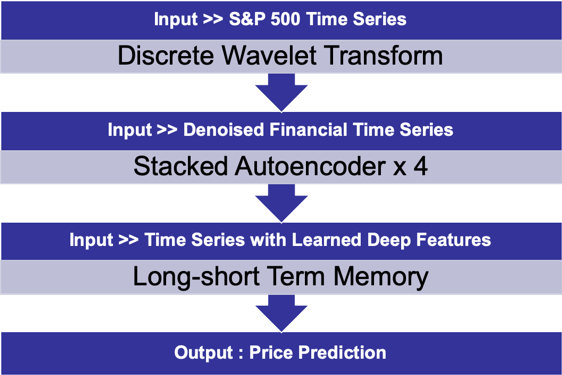 Input >> S&P 500 Time Series
Discrete Wavelet Transform
Input >> Denoised Financial Time Series
Stacked Autoencoder x 4
Input >> Time Series with Learned Deep Features
Long-short Term Memory
Output : Price Prediction